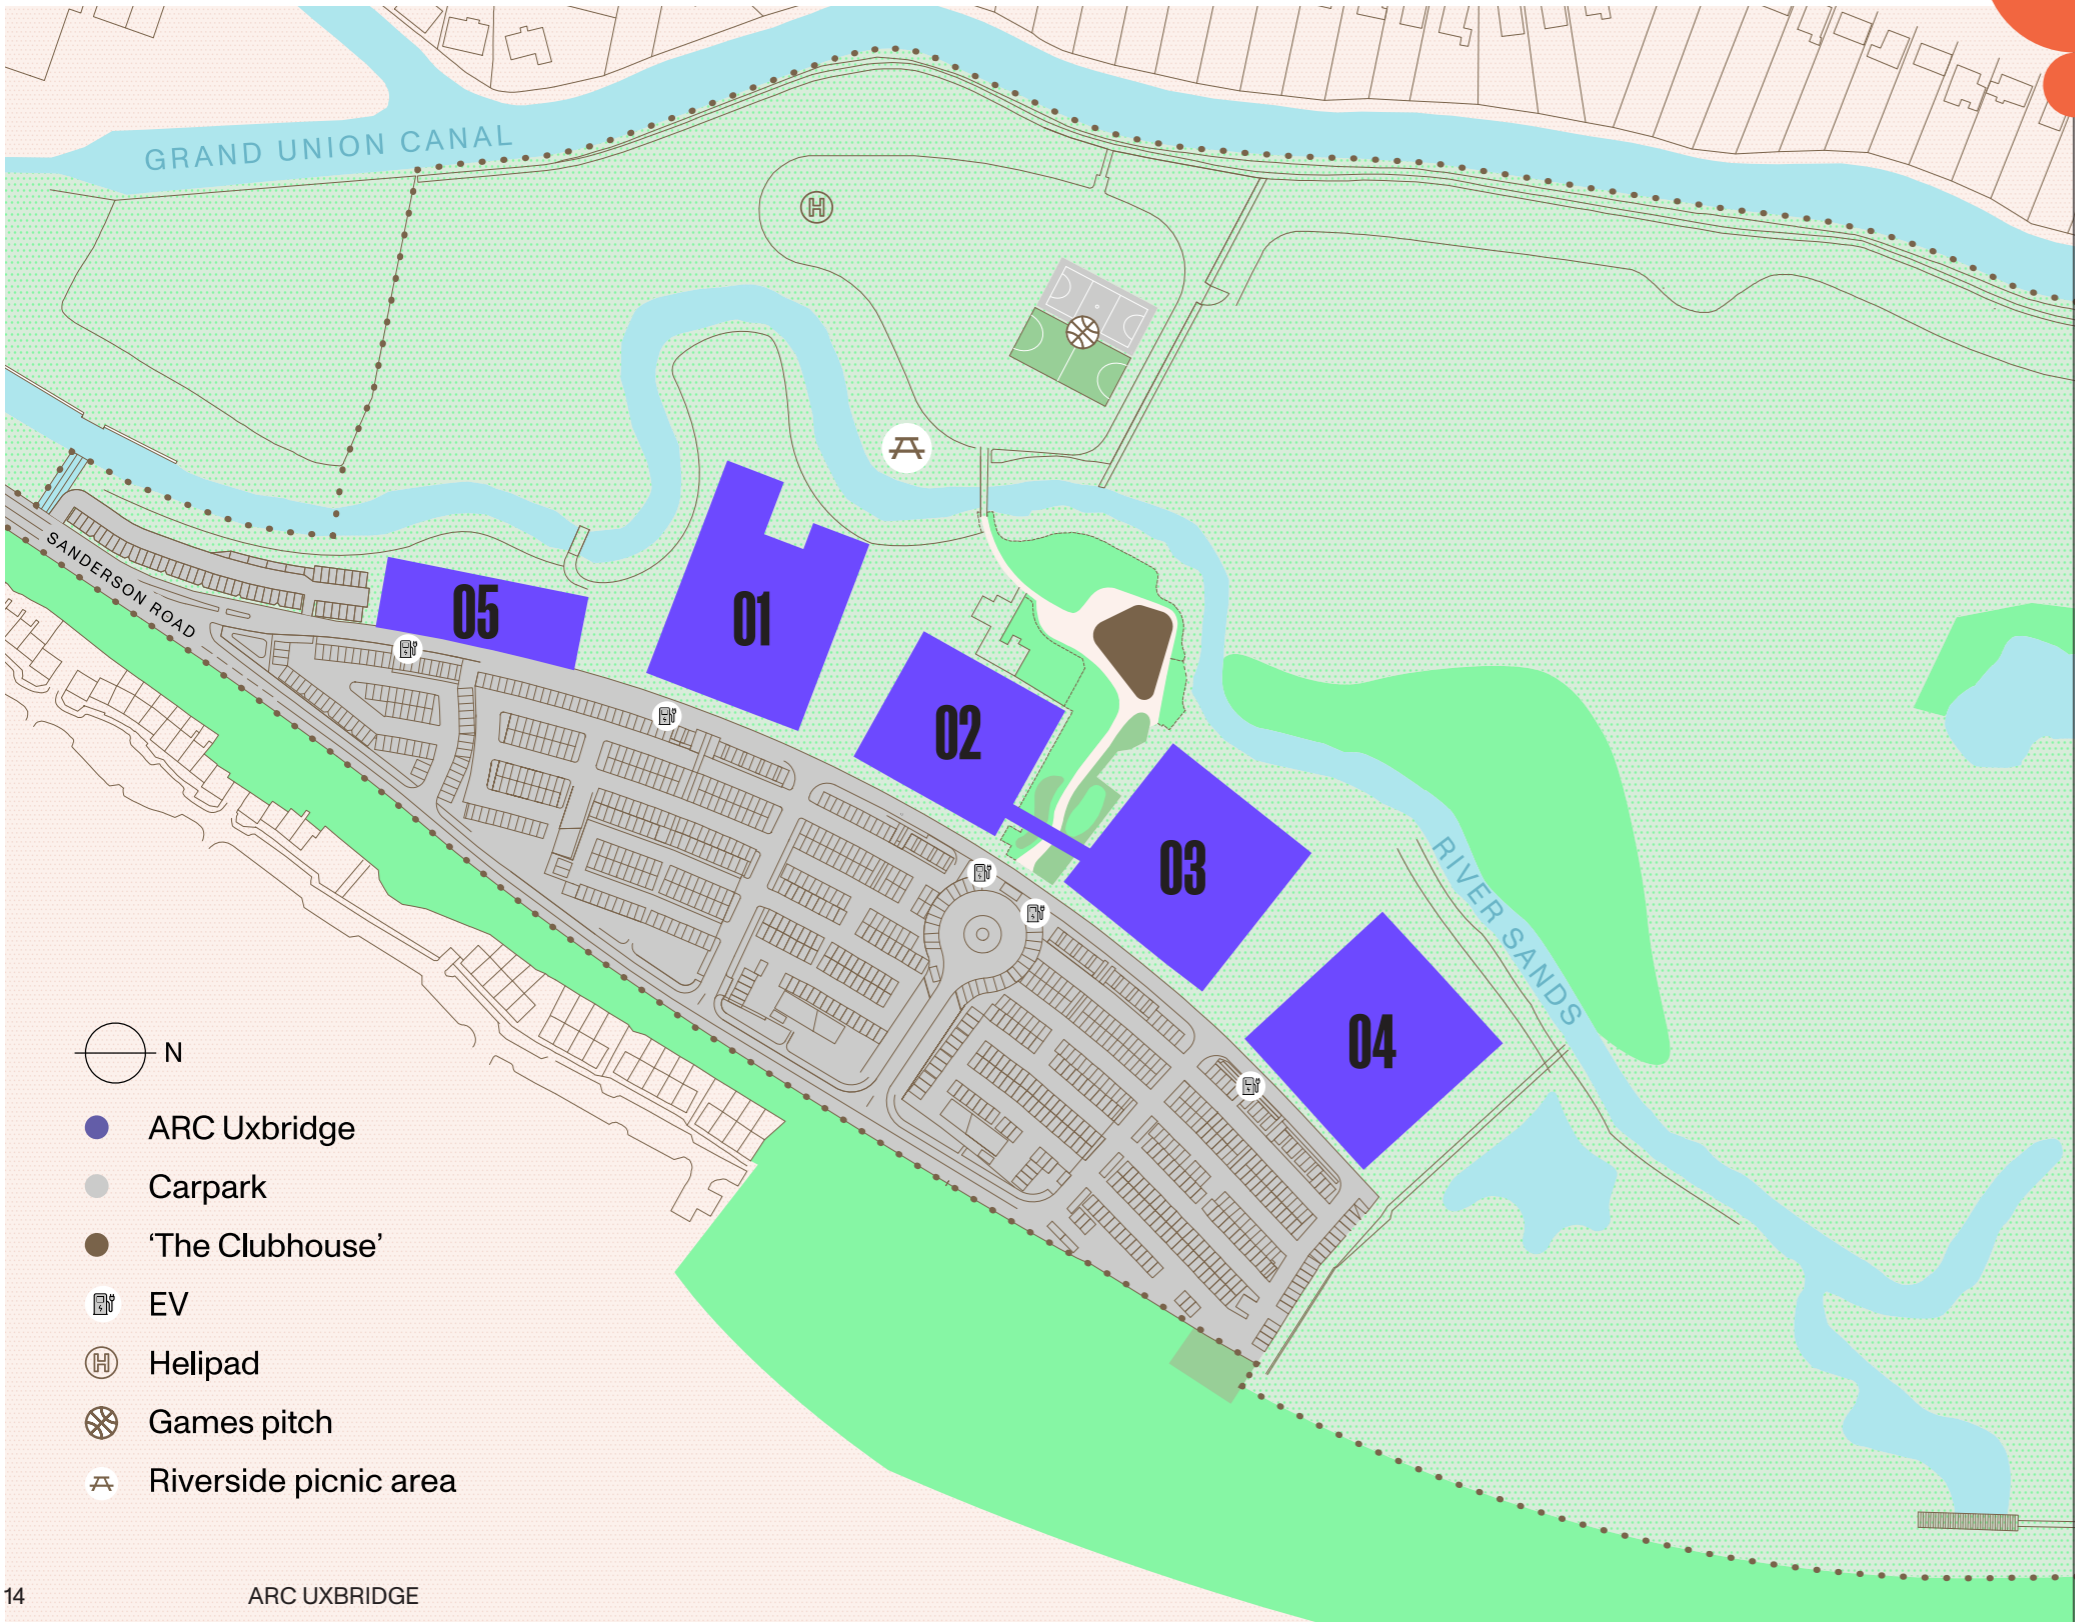 GRAND UNION CANAL
H
SANDERSON ROAD
05
01
02
03
04
RIVER SANDS
N
ARC Uxbridge
Carpark
‘The Clubhouse’
EV
H
Helipad
Games pitch
Riverside picnic area
14
ARC UXBRIDGE